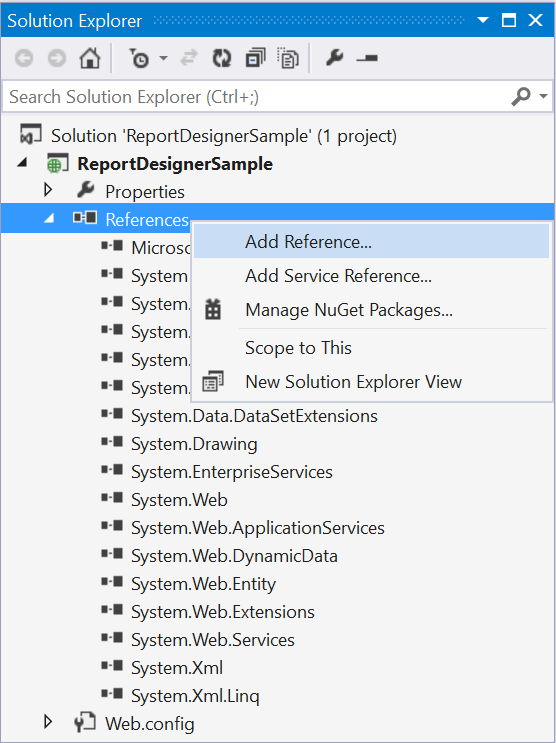 Solution Explorer
Search Solution Explorer (Ctrl+;)
Solution 'ReportDesignerSample' (1 project)
ReportDesignerSample
Properties
References
Add Reference...
System
Add Service Reference...
System.
Manage NuGet Packages...
System.
System.
Scope to This
System.
New Solution Explorer View
System.Data.DataSetExtensions
System.Drawing
System.EnterpriseServices
System.Web
System.Web.ApplicationServices
System.Web.DynamicData
System.Web.Entity
System.Web.Extensions
System.Web.Services
System.Xml
System.Xml.Linq
Web.config